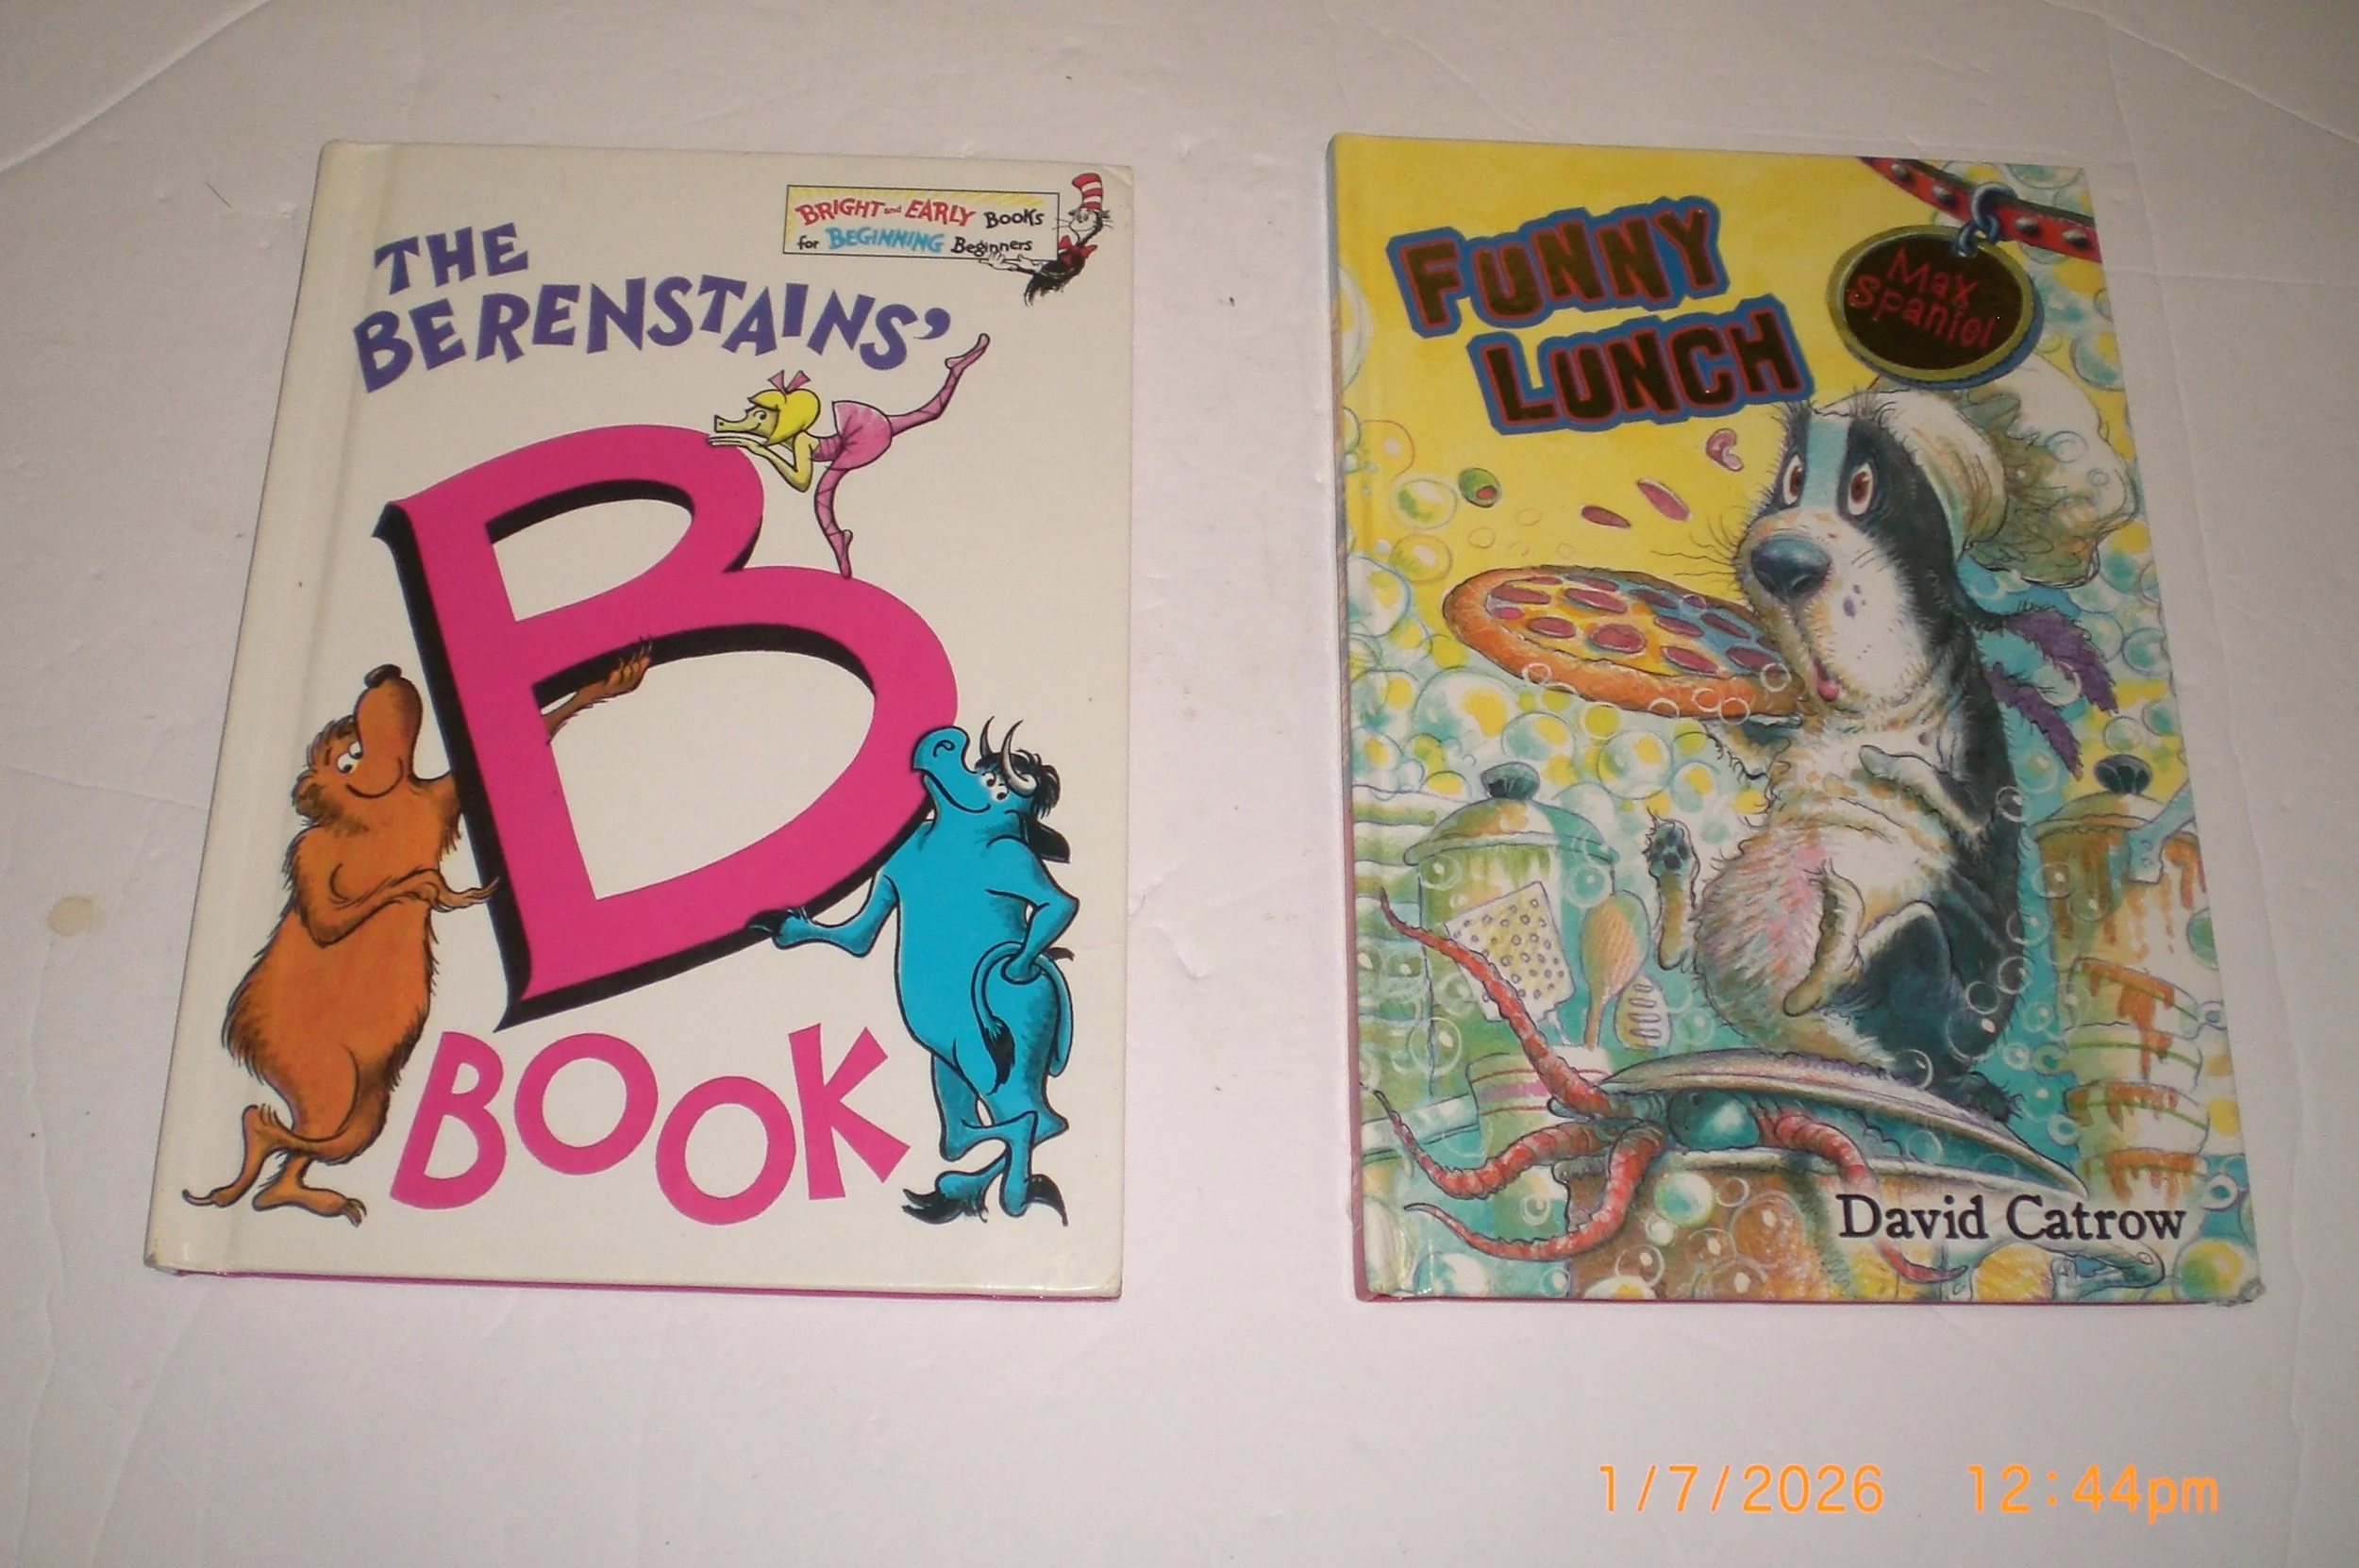 BRIGHT and EARLY BOOKS
for BEGINNING Beginners
THE
BERENSTAINS'
B
BOOK
FUNNY
LUNCH
Max
Spaniel
David Catrow
1/7/2026 12:44pm